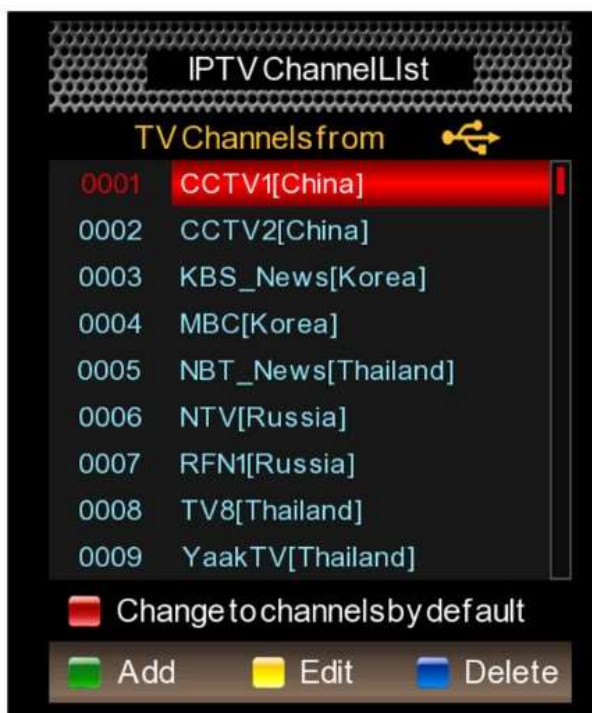 IPTV ChannelLIst
TV Channels from
0001 CCTV1[China]
0002 CCTV2[China]
0003 KBS_News[Korea]
0004 MBC[Korea]
0005 NBT_News[Thailand]
0006 NTV[Russia]
0007 RFN1[Russia]
0008 TV8[Thailand]
0009 YaakTV[Thailand]
Change to channels by default
Add Edit Delete